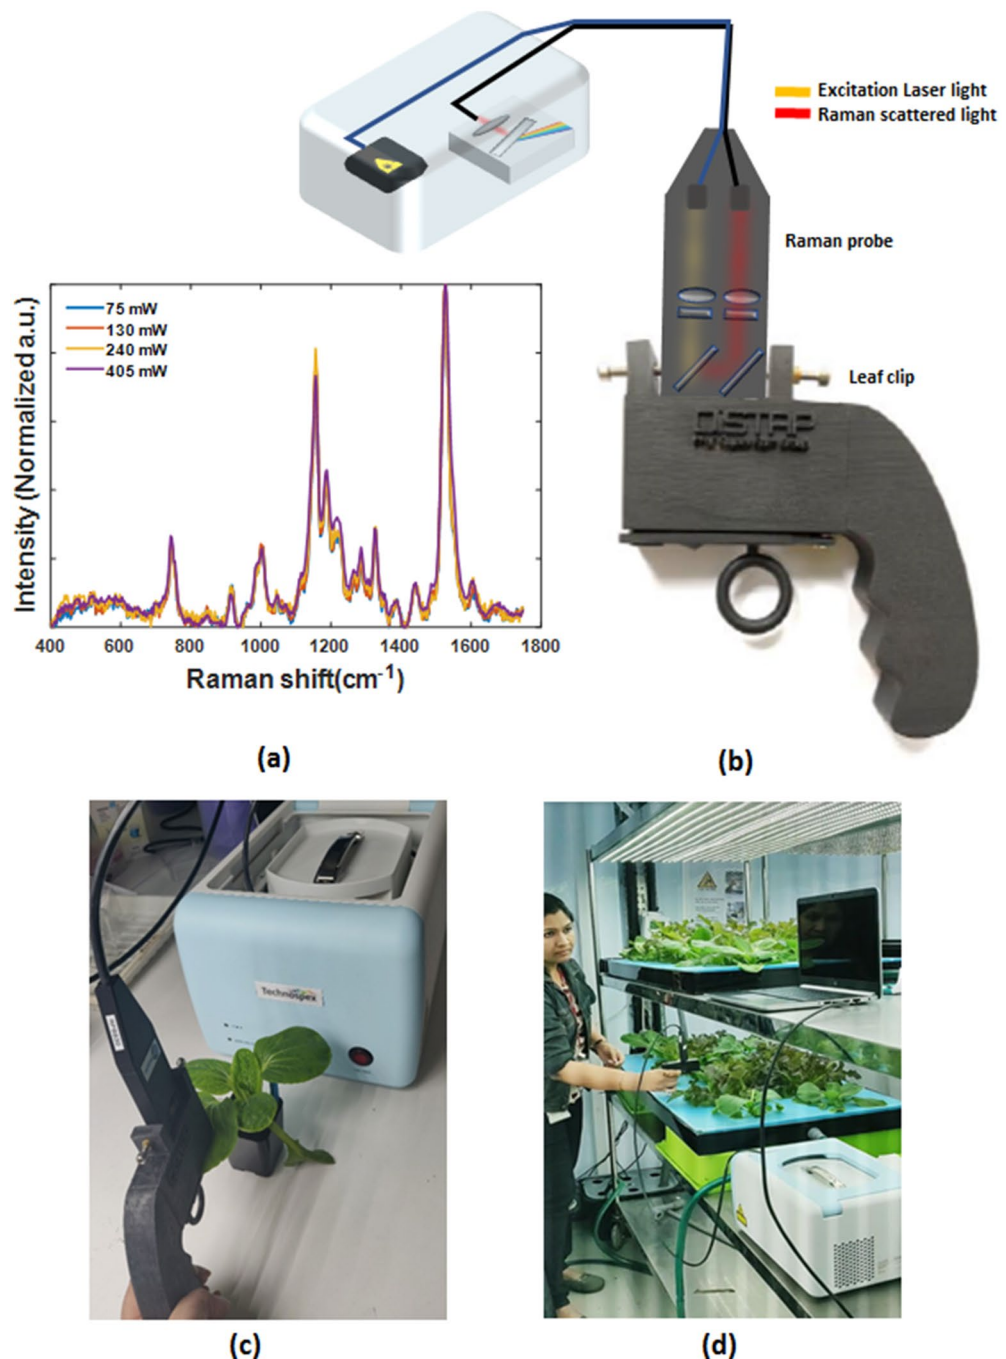 Excitation Laser light
Raman scattered light
Raman probe
Leaf clip
75 mW
130 mW
240 mW
405 mW
Intensity (Normalized a.u.)
400 600 800 1000 1200 1400 1600 1800
Raman shift(cm⁻¹)
DiSTAP
(a)
(b)
Technospex
(c)
(d)